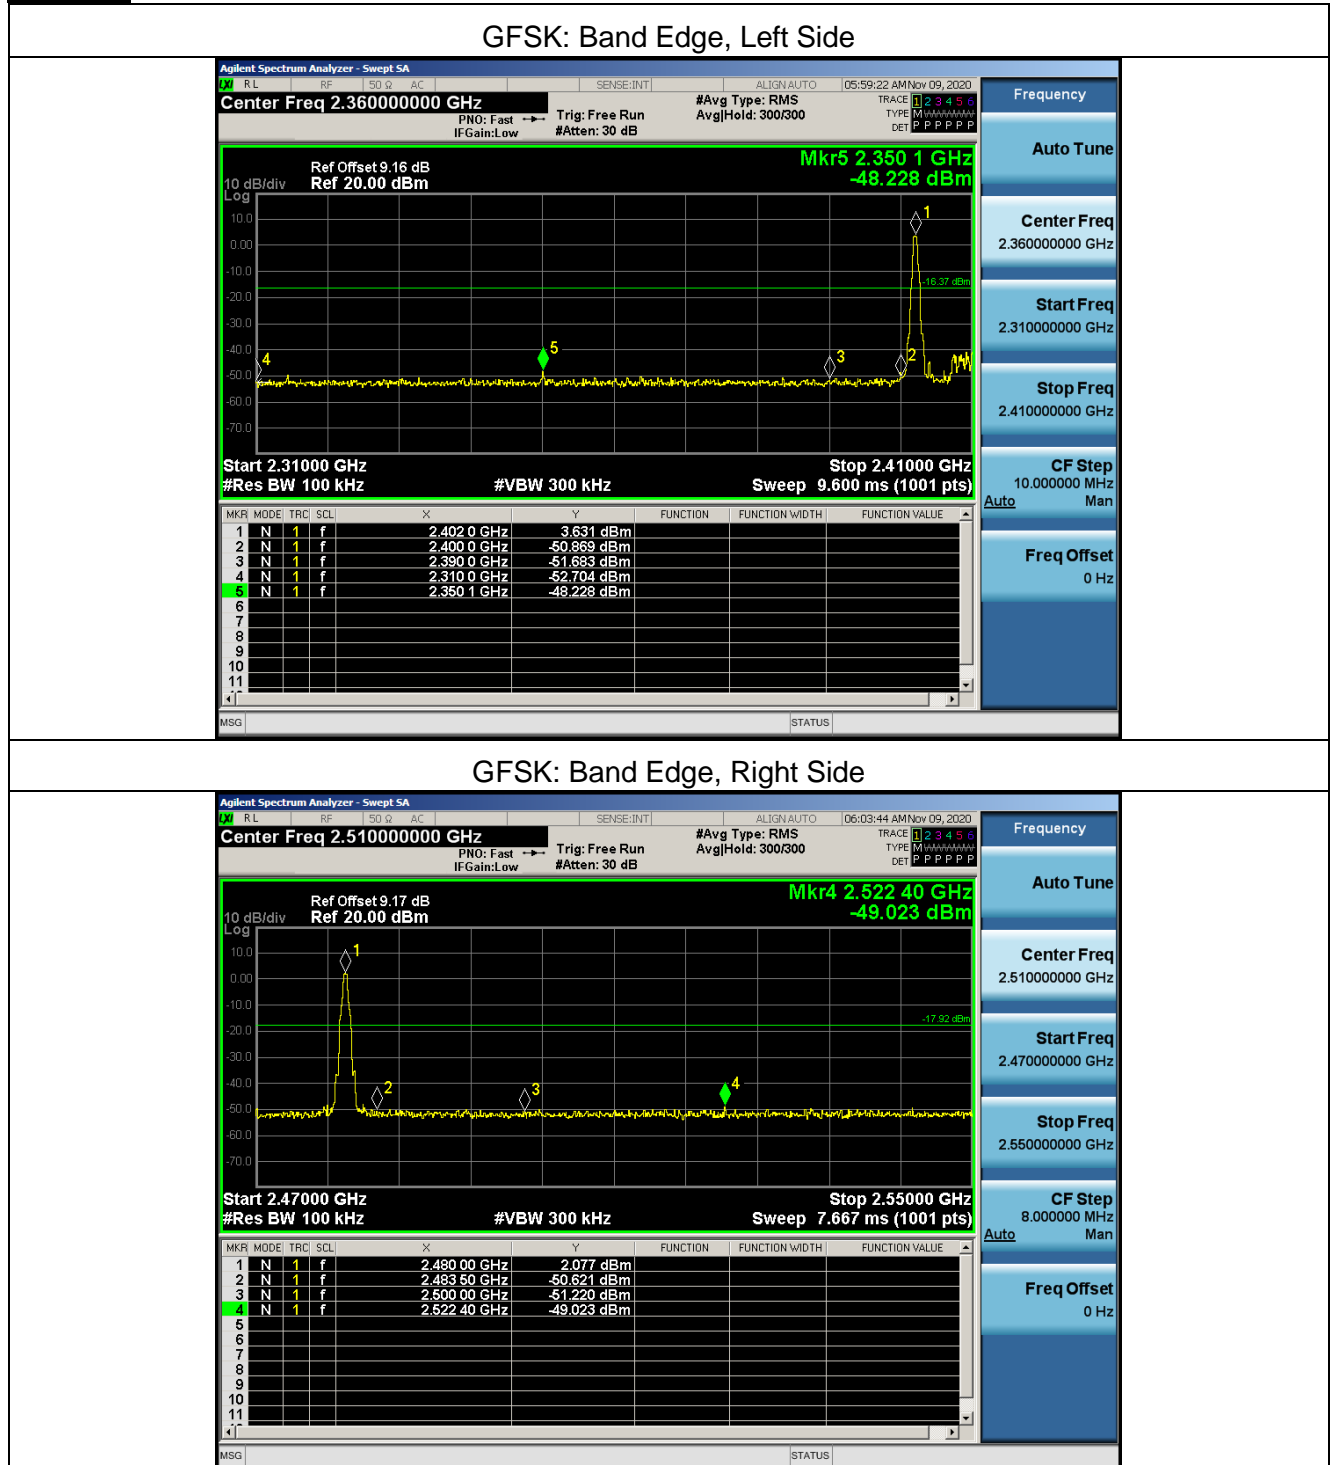 GFSK: Band Edge, Left Side
Agilent Spectrum Analyzer - Swept SA
LXI RL RF 50 Ω AC SENSE:INT ALIGN AUTO 05:59:22 AM Nov 09, 2020
Center Freq 2.360000000 GHz #Avg Type: RMS TRACE 1 2 3 4 5 6
PNO: Fast Trig: Free Run Avg|Hold: 300/300 TYPE M
IFGain:Low #Atten: 30 dB DET P P P P P P
Frequency
Auto Tune
Center Freq
2.360000000 GHz
Start Freq
2.310000000 GHz
Stop Freq
2.410000000 GHz
CF Step
10.000000 MHz
Auto Man
Freq Offset
0 Hz
Mkr5 2.350 1 GHz
-48.228 dBm
Ref Offset 9.16 dB
10 dB/div Ref 20.00 dBm
Log
10.0
0.00
-10.0
-20.0
-30.0
-40.0
-50.0
-60.0
-70.0
1
-16.37 dBm
4
5
3
2
Start 2.31000 GHz Stop 2.41000 GHz
#Res BW 100 kHz #VBW 300 kHz Sweep 9.600 ms (1001 pts)
MKR MODE TRC SCL X Y FUNCTION FUNCTION WIDTH FUNCTION VALUE
1 N 1 f 2.402 0 GHz 3.631 dBm
2 N 1 f 2.400 0 GHz -50.869 dBm
3 N 1 f 2.390 0 GHz -51.683 dBm
4 N 1 f 2.310 0 GHz -52.704 dBm
5 N 1 f 2.350 1 GHz -48.228 dBm
6
7
8
9
10
11
MSG STATUS
GFSK: Band Edge, Right Side
Agilent Spectrum Analyzer - Swept SA
LXI RL RF 50 Ω AC SENSE:INT ALIGN AUTO 06:03:44 AM Nov 09, 2020
Center Freq 2.510000000 GHz #Avg Type: RMS TRACE 1 2 3 4 5 6
PNO: Fast Trig: Free Run Avg|Hold: 300/300 TYPE M
IFGain:Low #Atten: 30 dB DET P P P P P P
Frequency
Auto Tune
Center Freq
2.510000000 GHz
Start Freq
2.470000000 GHz
Stop Freq
2.550000000 GHz
CF Step
8.000000 MHz
Auto Man
Freq Offset
0 Hz
Mkr4 2.522 40 GHz
-49.023 dBm
Ref Offset 9.17 dB
10 dB/div Ref 20.00 dBm
Log
10.0
0.00
-10.0
-20.0
-30.0
-40.0
-50.0
-60.0
-70.0
1
-17.92 dBm
2
3
4
Start 2.47000 GHz Stop 2.55000 GHz
#Res BW 100 kHz #VBW 300 kHz Sweep 7.667 ms (1001 pts)
MKR MODE TRC SCL X Y FUNCTION FUNCTION WIDTH FUNCTION VALUE
1 N 1 f 2.480 00 GHz 2.077 dBm
2 N 1 f 2.483 50 GHz -50.621 dBm
3 N 1 f 2.500 00 GHz -51.220 dBm
4 N 1 f 2.522 40 GHz -49.023 dBm
5
6
7
8
9
10
11
MSG STATUS